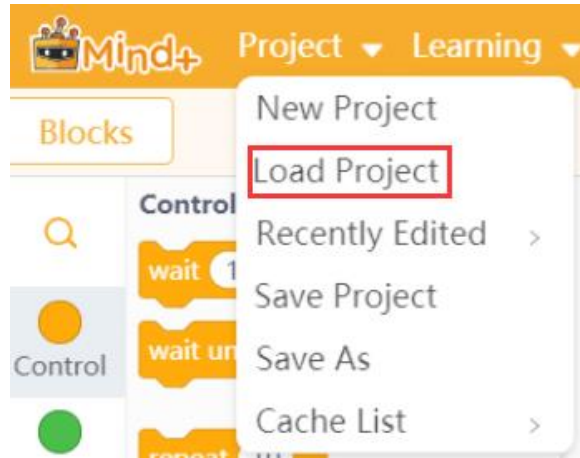 Mind+ Project Learning
Blocks
New Project
Load Project
Recently Edited >
Save Project
Save As
Cache List >
Control
wait 1
wait un
Control